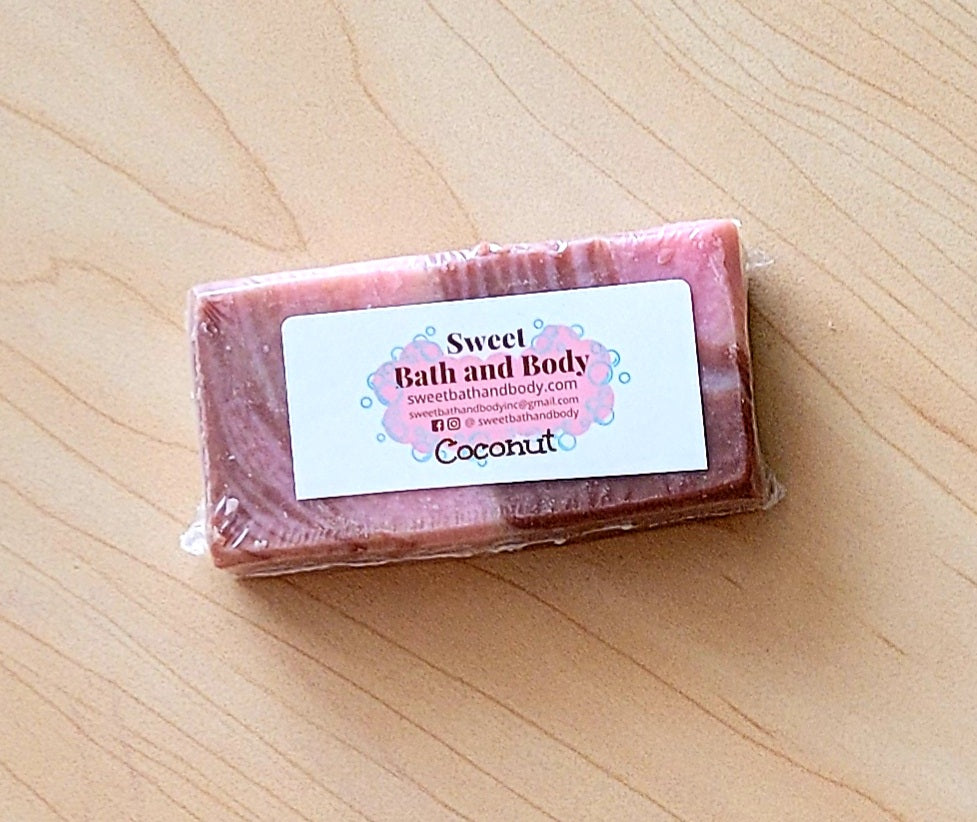 Sweet
Bath and Body
sweetbathandbody.com
sweetbathandbodyinc@gmail.com
@ sweetbathandbody
Coconut